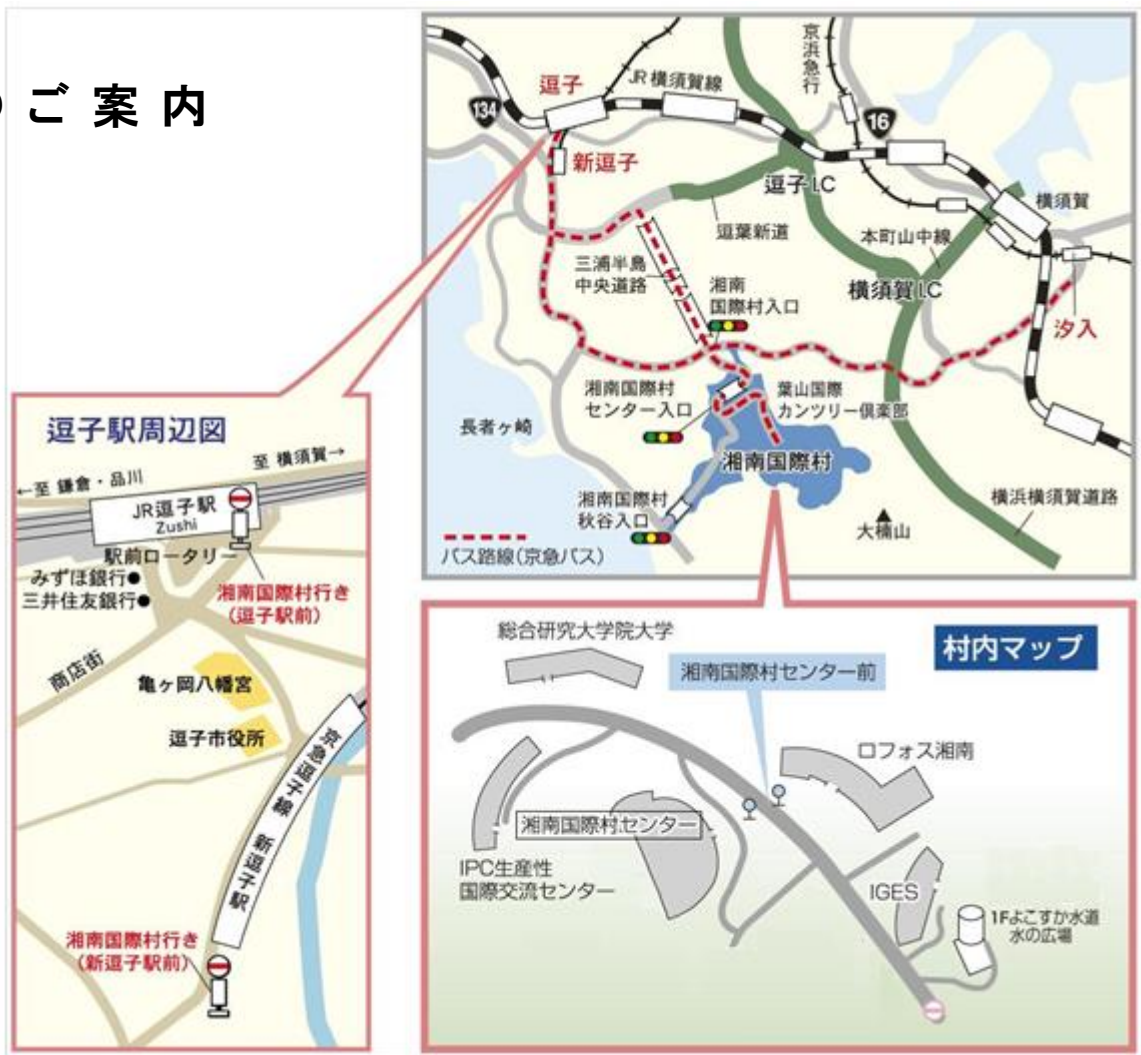 ご案内
134
逗子
JR横須賀線
京浜急行
16
新逗子
逗子I.C
横須賀
逗葉新道
本町山中線
三浦半島
中央道路
湘南
国際村入口
横須賀I.C
汐入
湘南国際村
センター入口
葉山国際
カンツリー倶楽部
長者ヶ崎
湘南国際村
湘南国際村
秋谷入口
大楠山
横浜横須賀道路
バス路線(京急バス)
逗子駅周辺図
至 横須賀→
←至 鎌倉・品川
JR逗子駅
Zushi
駅前ロータリー
みずほ銀行●
三井住友銀行●
湘南国際村行き
(逗子駅前)
商店街
亀ヶ岡八幡宮
逗子市役所
京急逗子線 新逗子駅
湘南国際村行き
(新逗子駅前)
村内マップ
総合研究大学院大学
湘南国際村センター前
ロフォス湘南
湘南国際村センター
IPC生産性
国際交流センター
IGES
1Fよこすか水道
水の広場